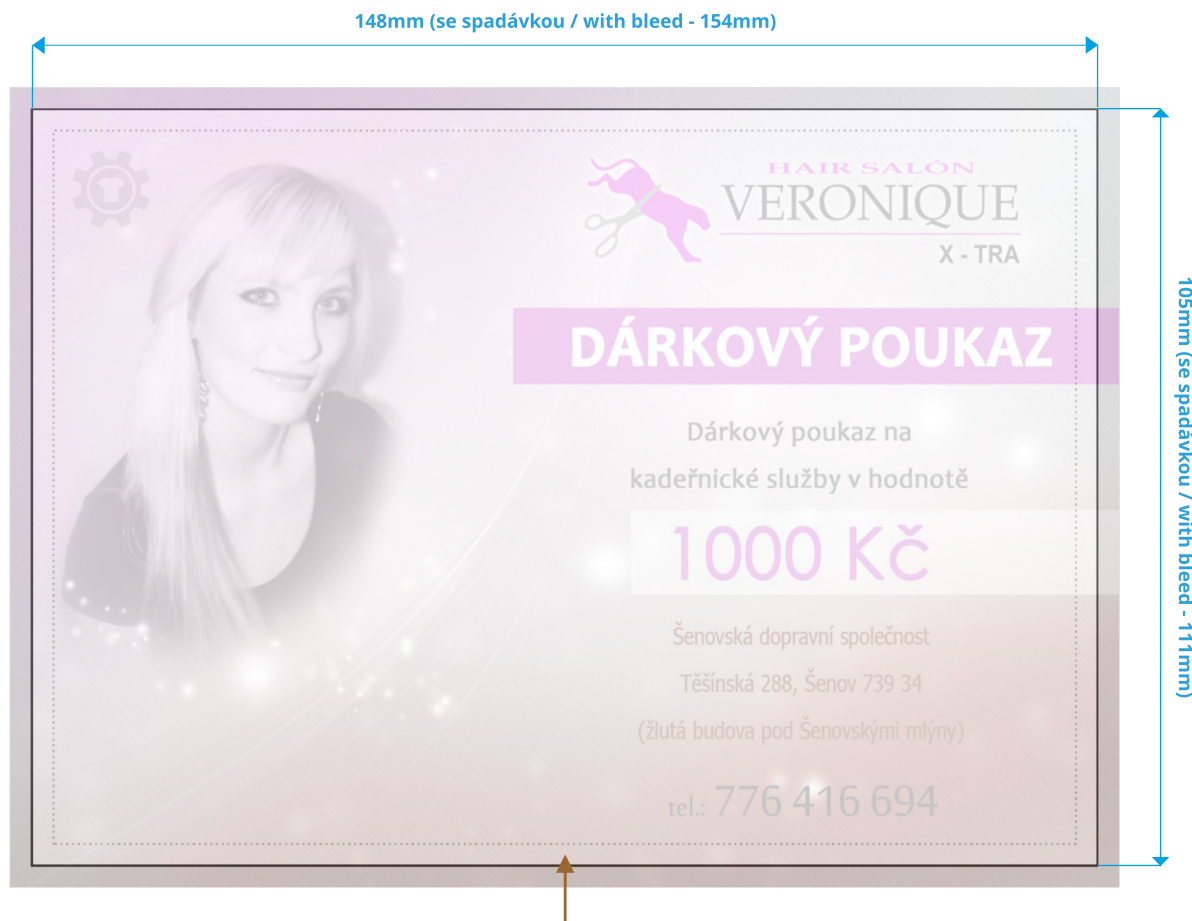 148mm (se spadávkou / with bleed - 154mm)
HAIR SALÓN
VERONIQUE
X - TRA
DÁRKOVÝ POUKAZ
Dárkový poukaz na
kadeřnické služby v hodnotě
1000 Kč
Šenovská dopravní společnost
Těšínská 288, Šenov 739 34
(žlutá budova pod Šenovskými mlýny)
tel.: 776 416 694
105mm (se spadávkou / with bleed - 111mm)